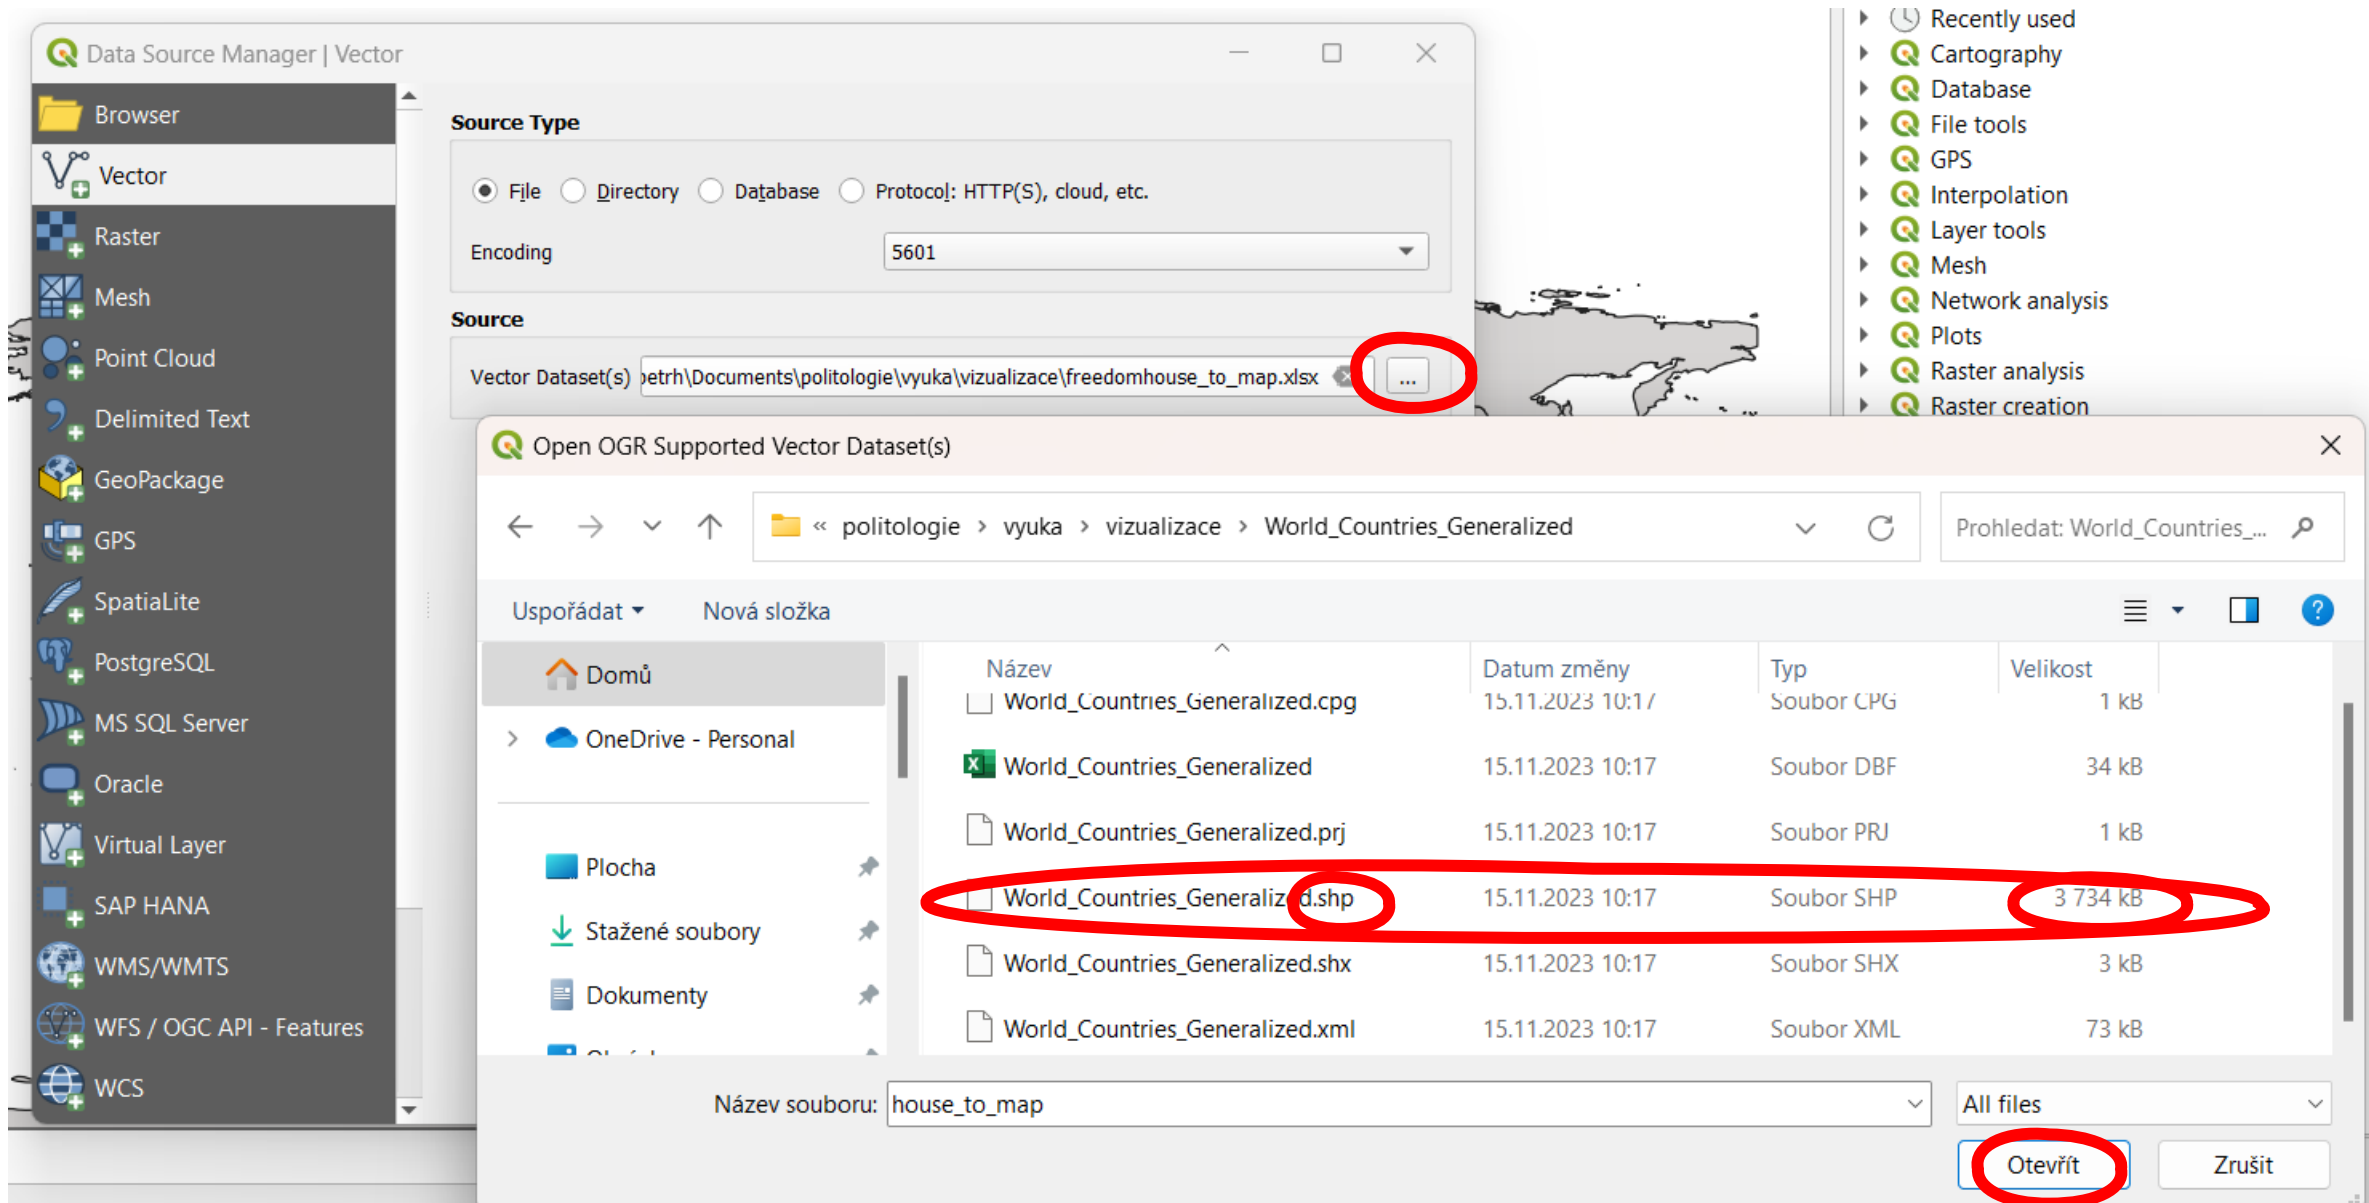 Data Source Manager | Vector
Browser
Vector
Raster
Mesh
Point Cloud
Delimited Text
GeoPackage
GPS
SpatiaLite
PostgreSQL
MS SQL Server
Oracle
Virtual Layer
SAP HANA
WMS/WMTS
WFS / OGC API - Features
WCS
Source Type
File Directory Database Protocol: HTTP(S), cloud, etc.
Encoding 5601
Source
Vector Dataset(s) petrh\Documents\politologie\vyuka\vizualizace\freedomhouse_to_map.xlsx ...
Recently used
Cartography
Database
File tools
GPS
Interpolation
Layer tools
Mesh
Network analysis
Plots
Raster analysis
Raster creation
Open OGR Supported Vector Dataset(s)
« politologie > vyuka > vizualizace > World_Countries_Generalized
Prohledat: World_Countries_...
Uspořádat Nová složka
Domů
OneDrive - Personal
Plocha
Stažené soubory
Dokumenty
Název Datum změny Typ Velikost
World_Countries_Generalized.cpg 15.11.2023 10:17 Soubor CPG 1 kB
World_Countries_Generalized 15.11.2023 10:17 Soubor DBF 34 kB
World_Countries_Generalized.prj 15.11.2023 10:17 Soubor PRJ 1 kB
World_Countries_Generalized.shp 15.11.2023 10:17 Soubor SHP 3 734 kB
World_Countries_Generalized.shx 15.11.2023 10:17 Soubor SHX 3 kB
World_Countries_Generalized.xml 15.11.2023 10:17 Soubor XML 73 kB
Název souboru: house_to_map
All files
Otevřít Zrušit